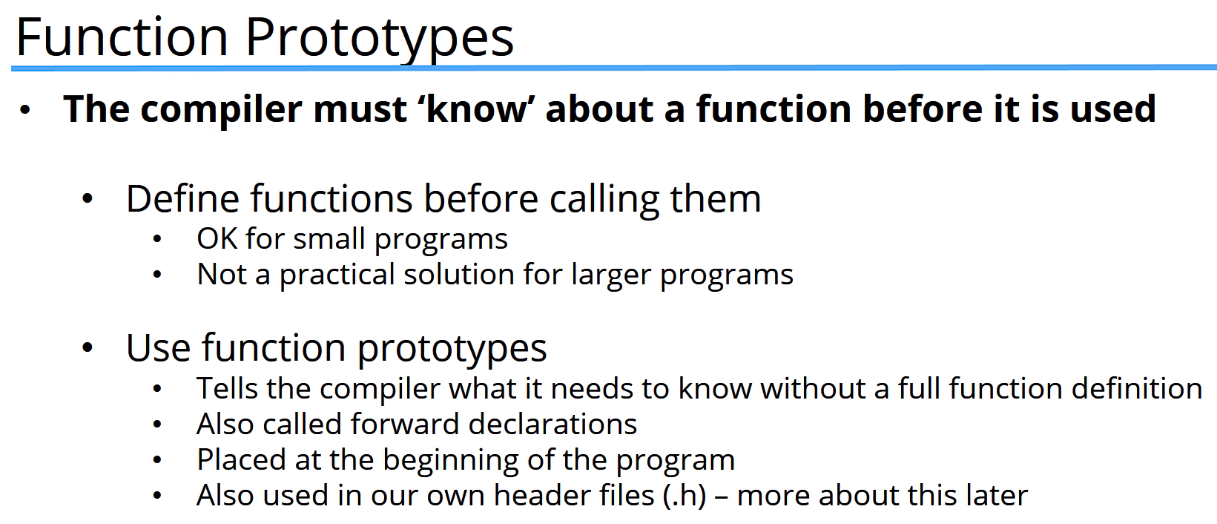 Function Prototypes
• The compiler must ‘know’ about a function before it is used
• Define functions before calling them
• OK for small programs
• Not a practical solution for larger programs
• Use function prototypes
• Tells the compiler what it needs to know without a full function definition
• Also called forward declarations
• Placed at the beginning of the program
• Also used in our own header files (.h) – more about this later